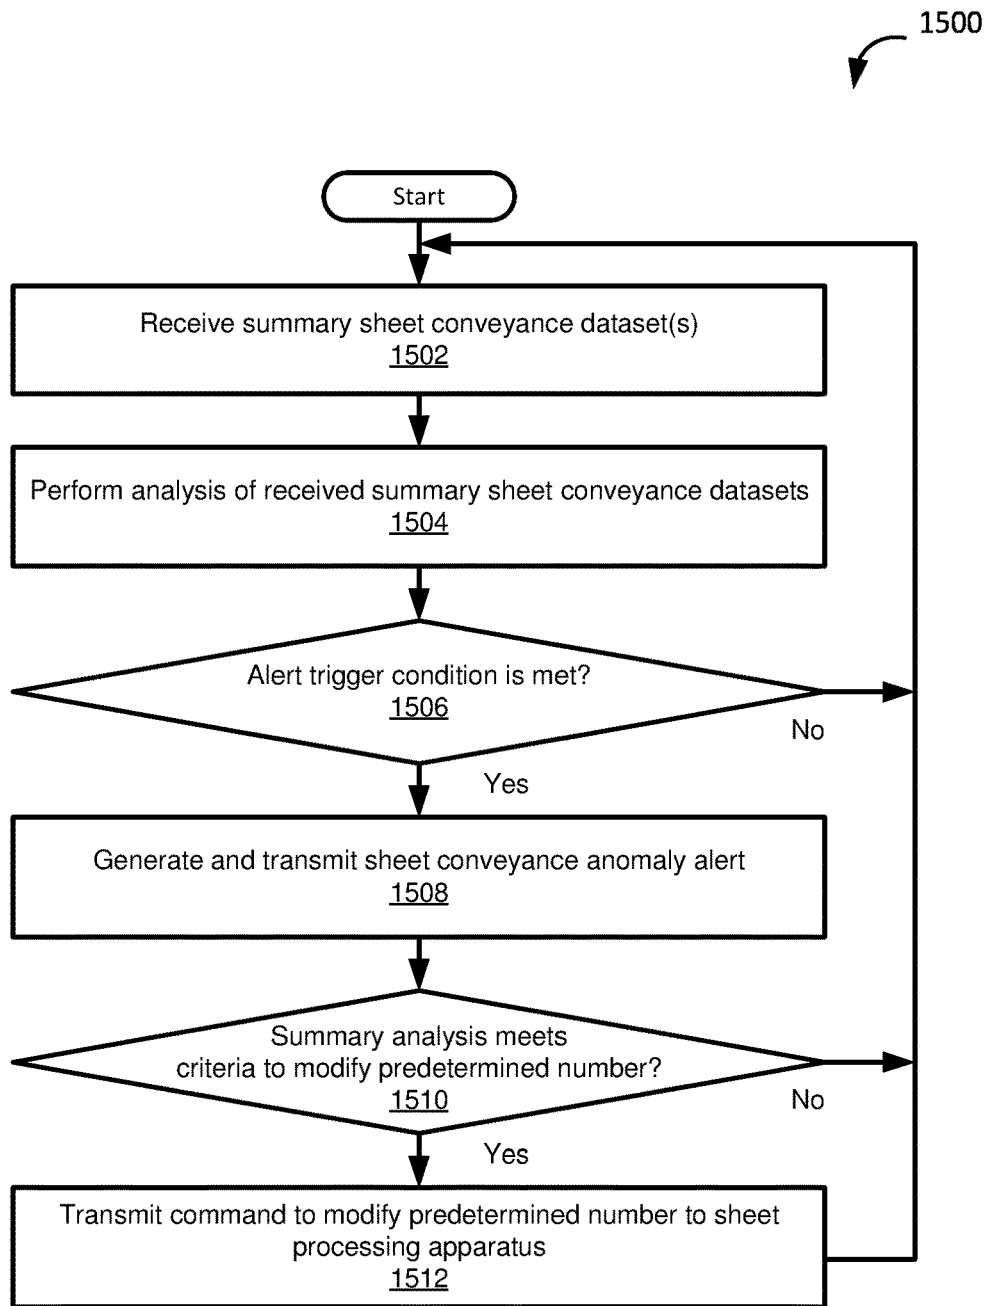 1500
Start
Receive summary sheet conveyance dataset(s)
1502
Perform analysis of received summary sheet conveyance datasets
1504
Alert trigger condition is met?
1506
No
Yes
Generate and transmit sheet conveyance anomaly alert
1508
Summary analysis meets
criteria to modify predetermined number?
1510
No
Yes
Transmit command to modify predetermined number to sheet
processing apparatus
1512